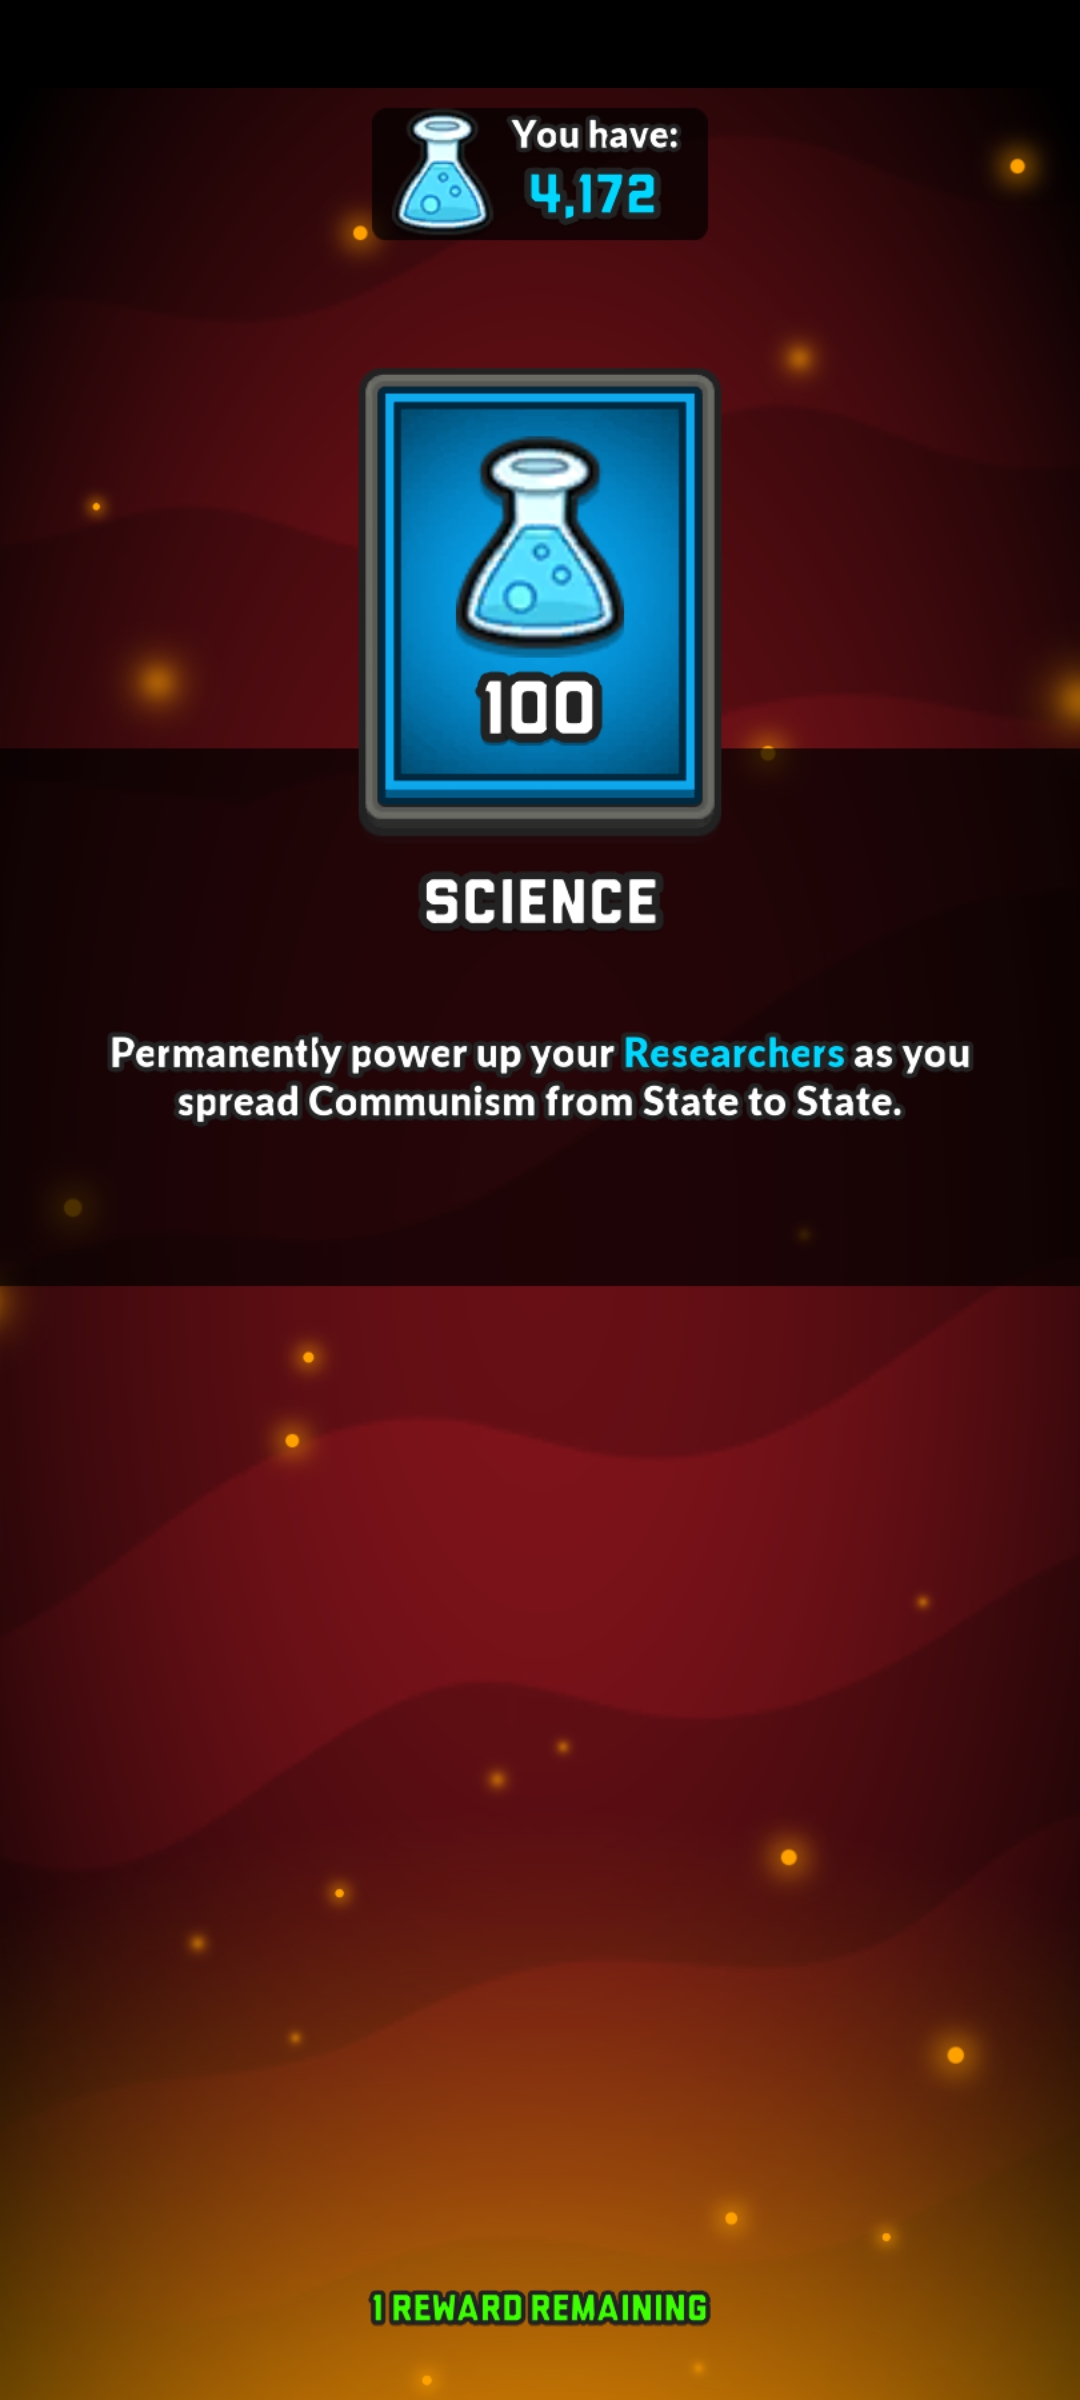 You have:
4,172
100
SCIENCE
Permanently power up your Researchers as you
spread Communism from State to State.
1 REWARD REMAINING